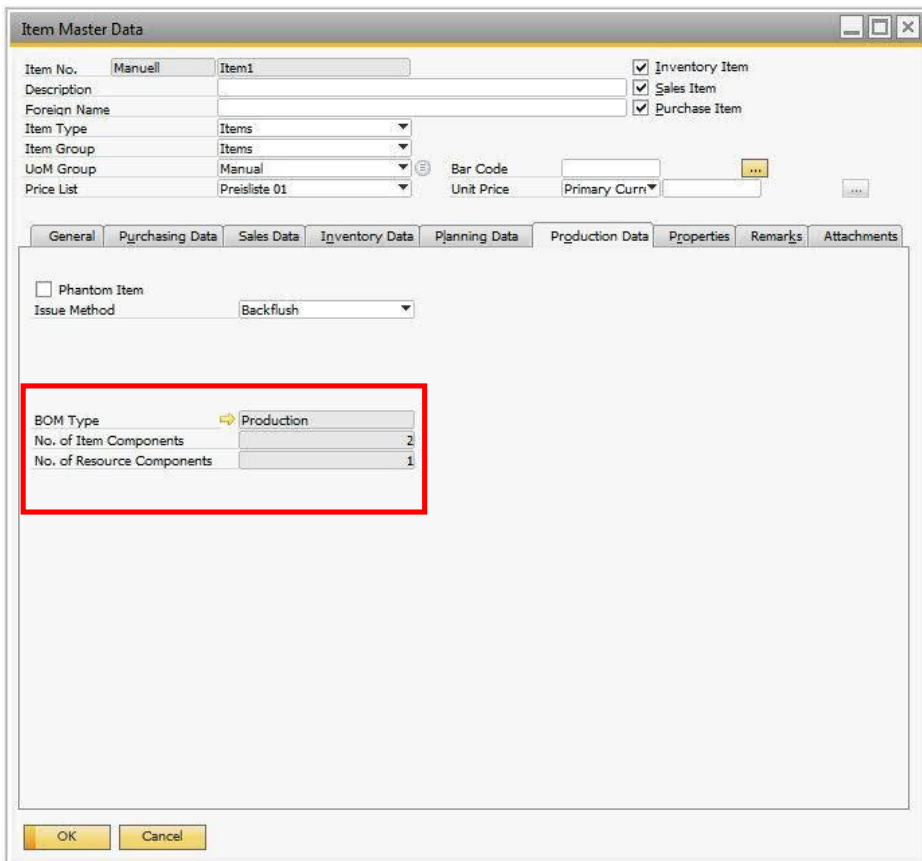 Item Master Data
Item No. Manuell Item1 Inventory Item
Description Sales Item
Foreign Name Purchase Item
Item Type Items
Item Group Items
UoM Group Manual Bar Code ...
Price List Preisliste 01 Unit Price Primary Curre ...
General Purchasing Data Sales Data Inventory Data Planning Data Production Data Properties Remarks Attachments
Phantom Item
Issue Method Backflush
BOM Type Production
No. of Item Components 2
No. of Resource Components 1
OK Cancel